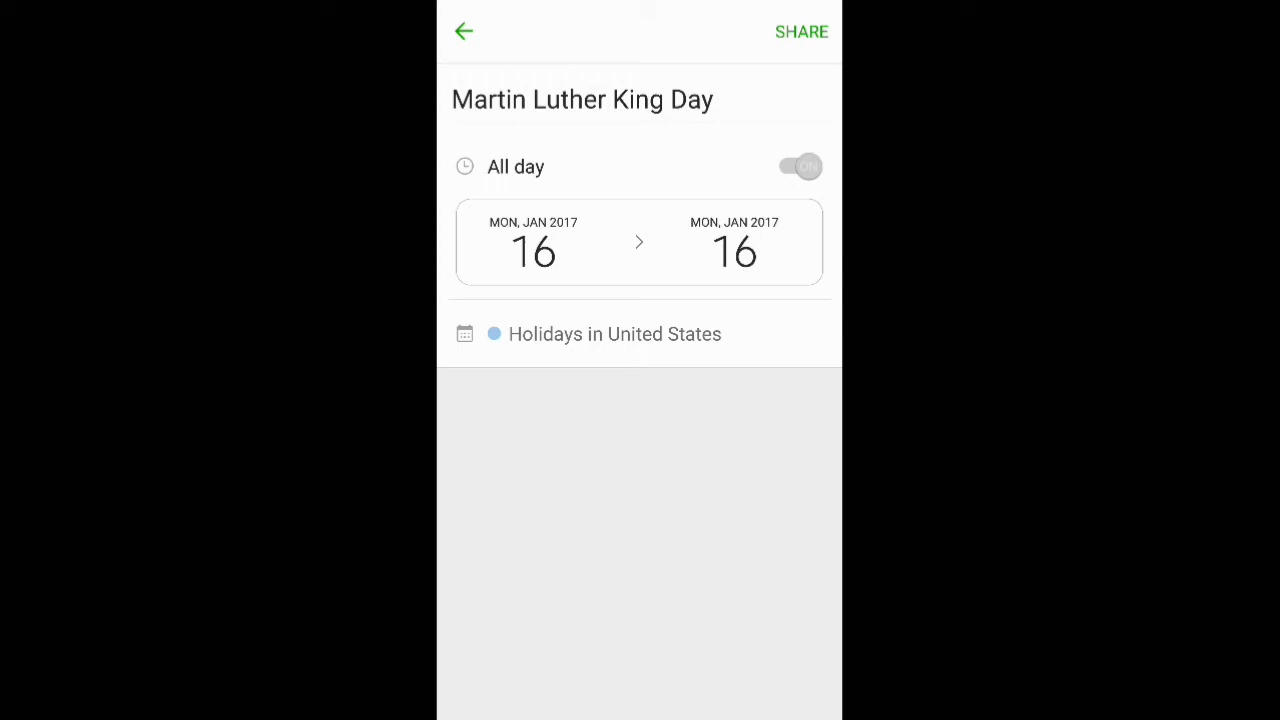 SHARE
Martin Luther King Day
All day
ON
MON, JAN 2017
16
MON, JAN 2017
16
Holidays in United States